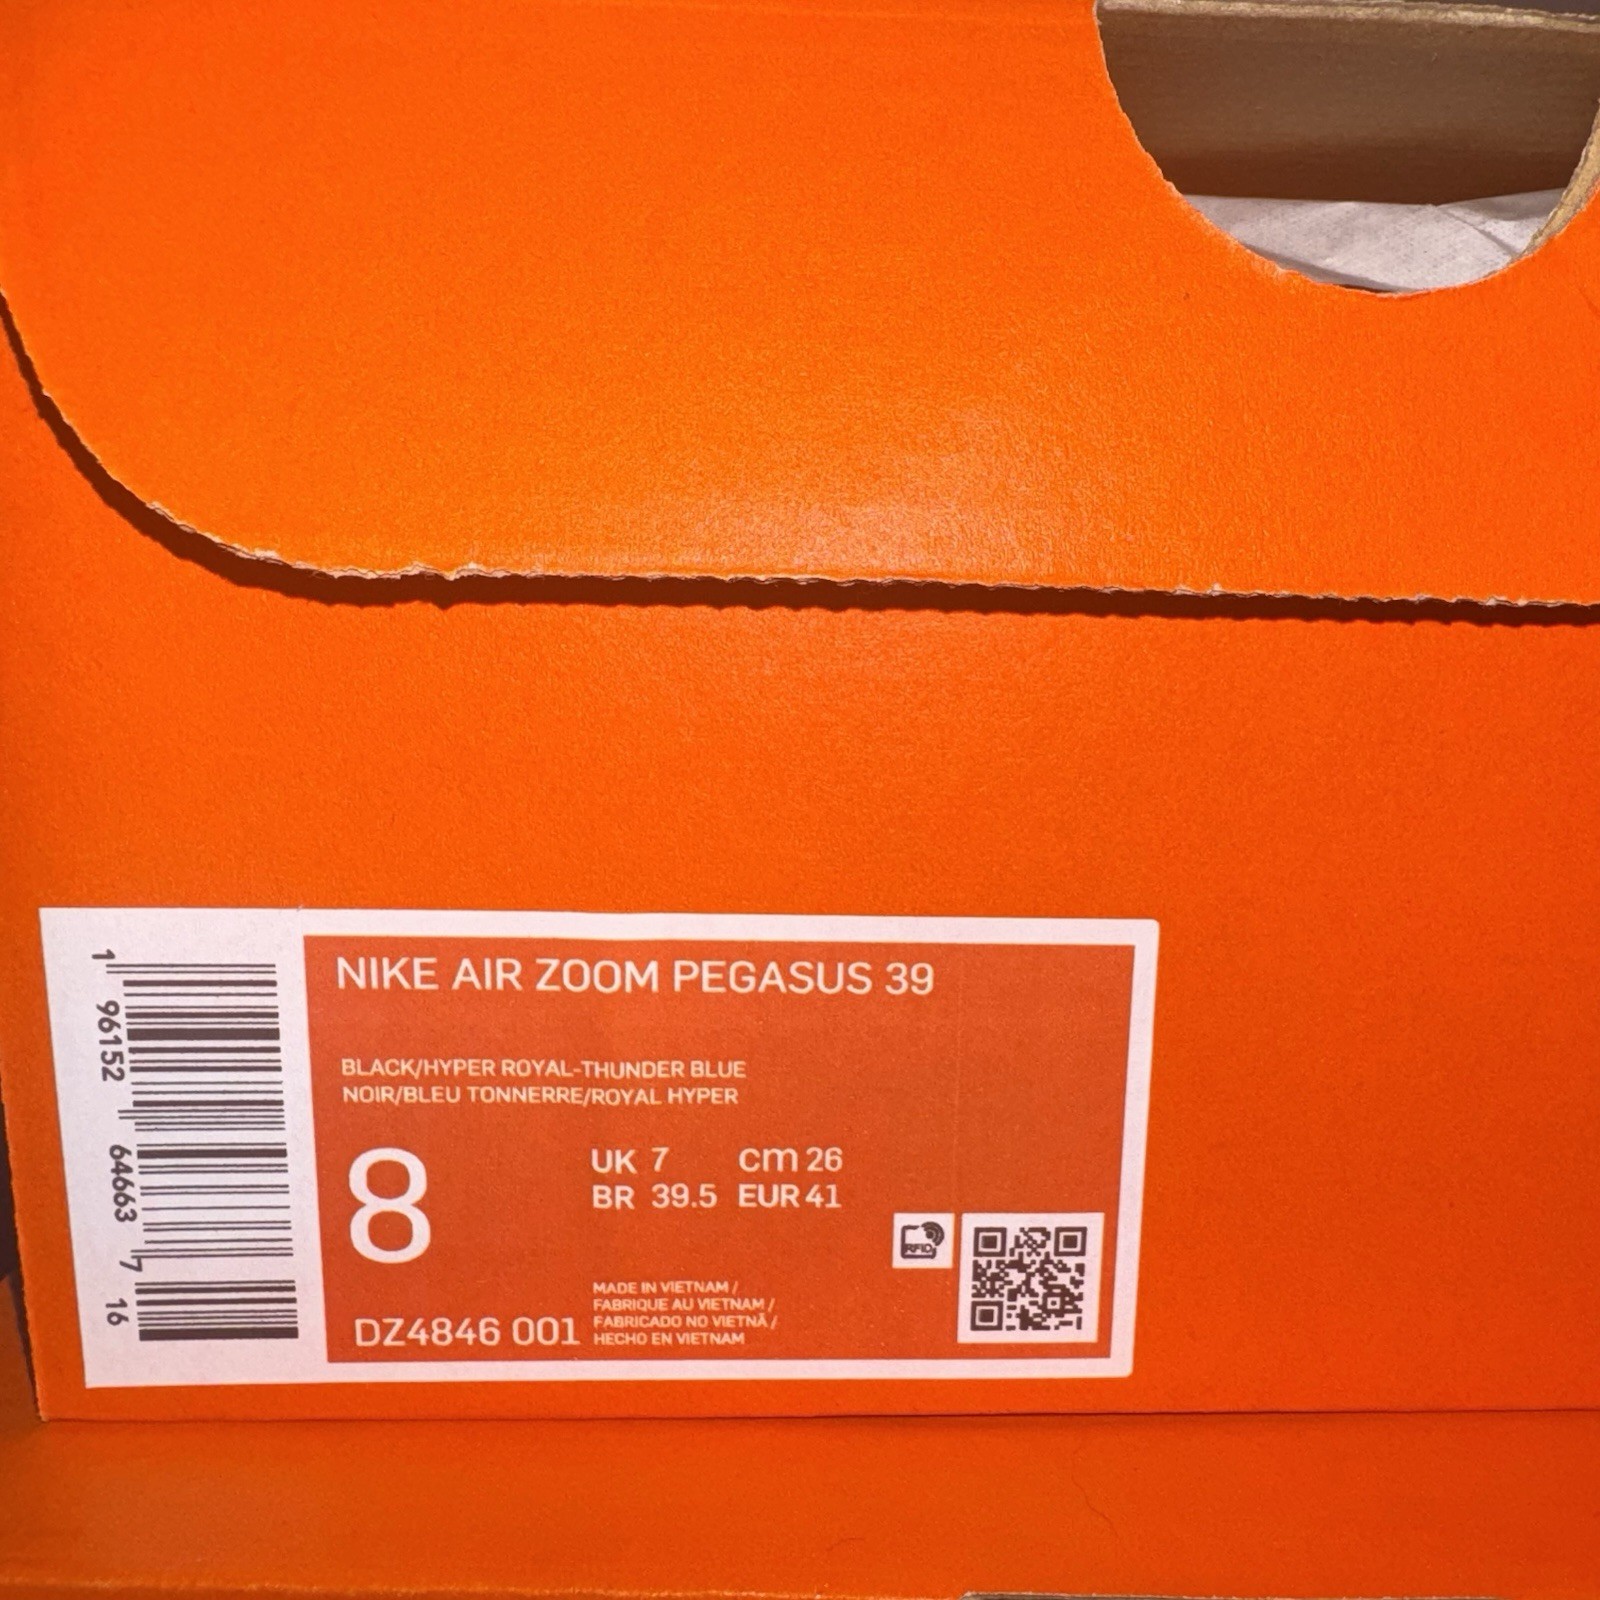 NIKE AIR ZOOM PEGASUS 39
BLACK/HYPER ROYAL-THUNDER BLUE
NOIR/BLEU TONNERRE/ROYAL HYPER
8
UK 7 cm 26
BR 39.5 EUR 41
DZ4846 001
MADE IN VIETNAM /
FABRIQUE AU VIETNAM /
FABRICADO NO VIETNÃ /
HECHO EN VIETNAM
RFID
1 96152 64663 7 16